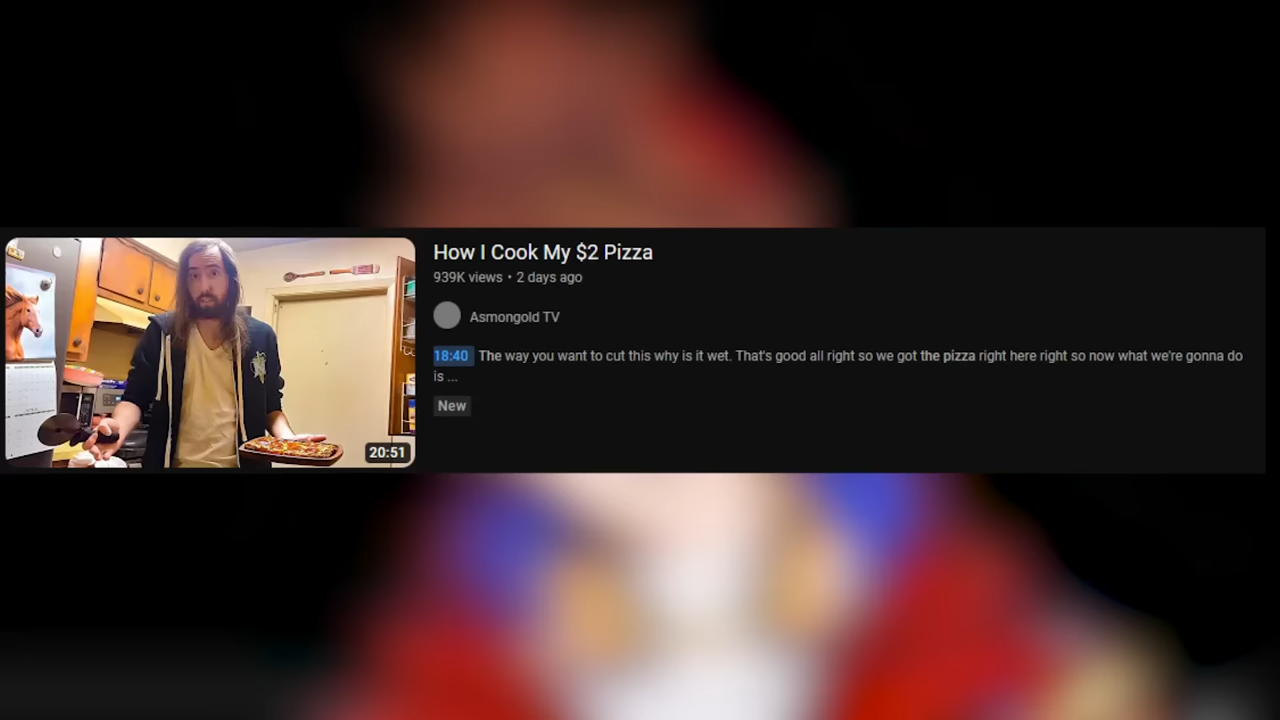 How I Cook My $2 Pizza
939K views • 2 days ago
Asmongold TV
18:40 The way you want to cut this why is it wet. That's good all right so we got the pizza right here right so now what we're gonna do
is ...
New
20:51